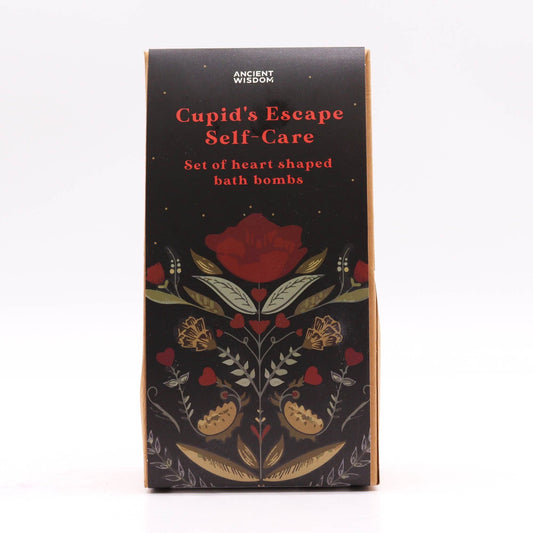 ANCIENT
WISDOM
Cupid's Escape
Self-Care
Set of heart shaped
bath bombs